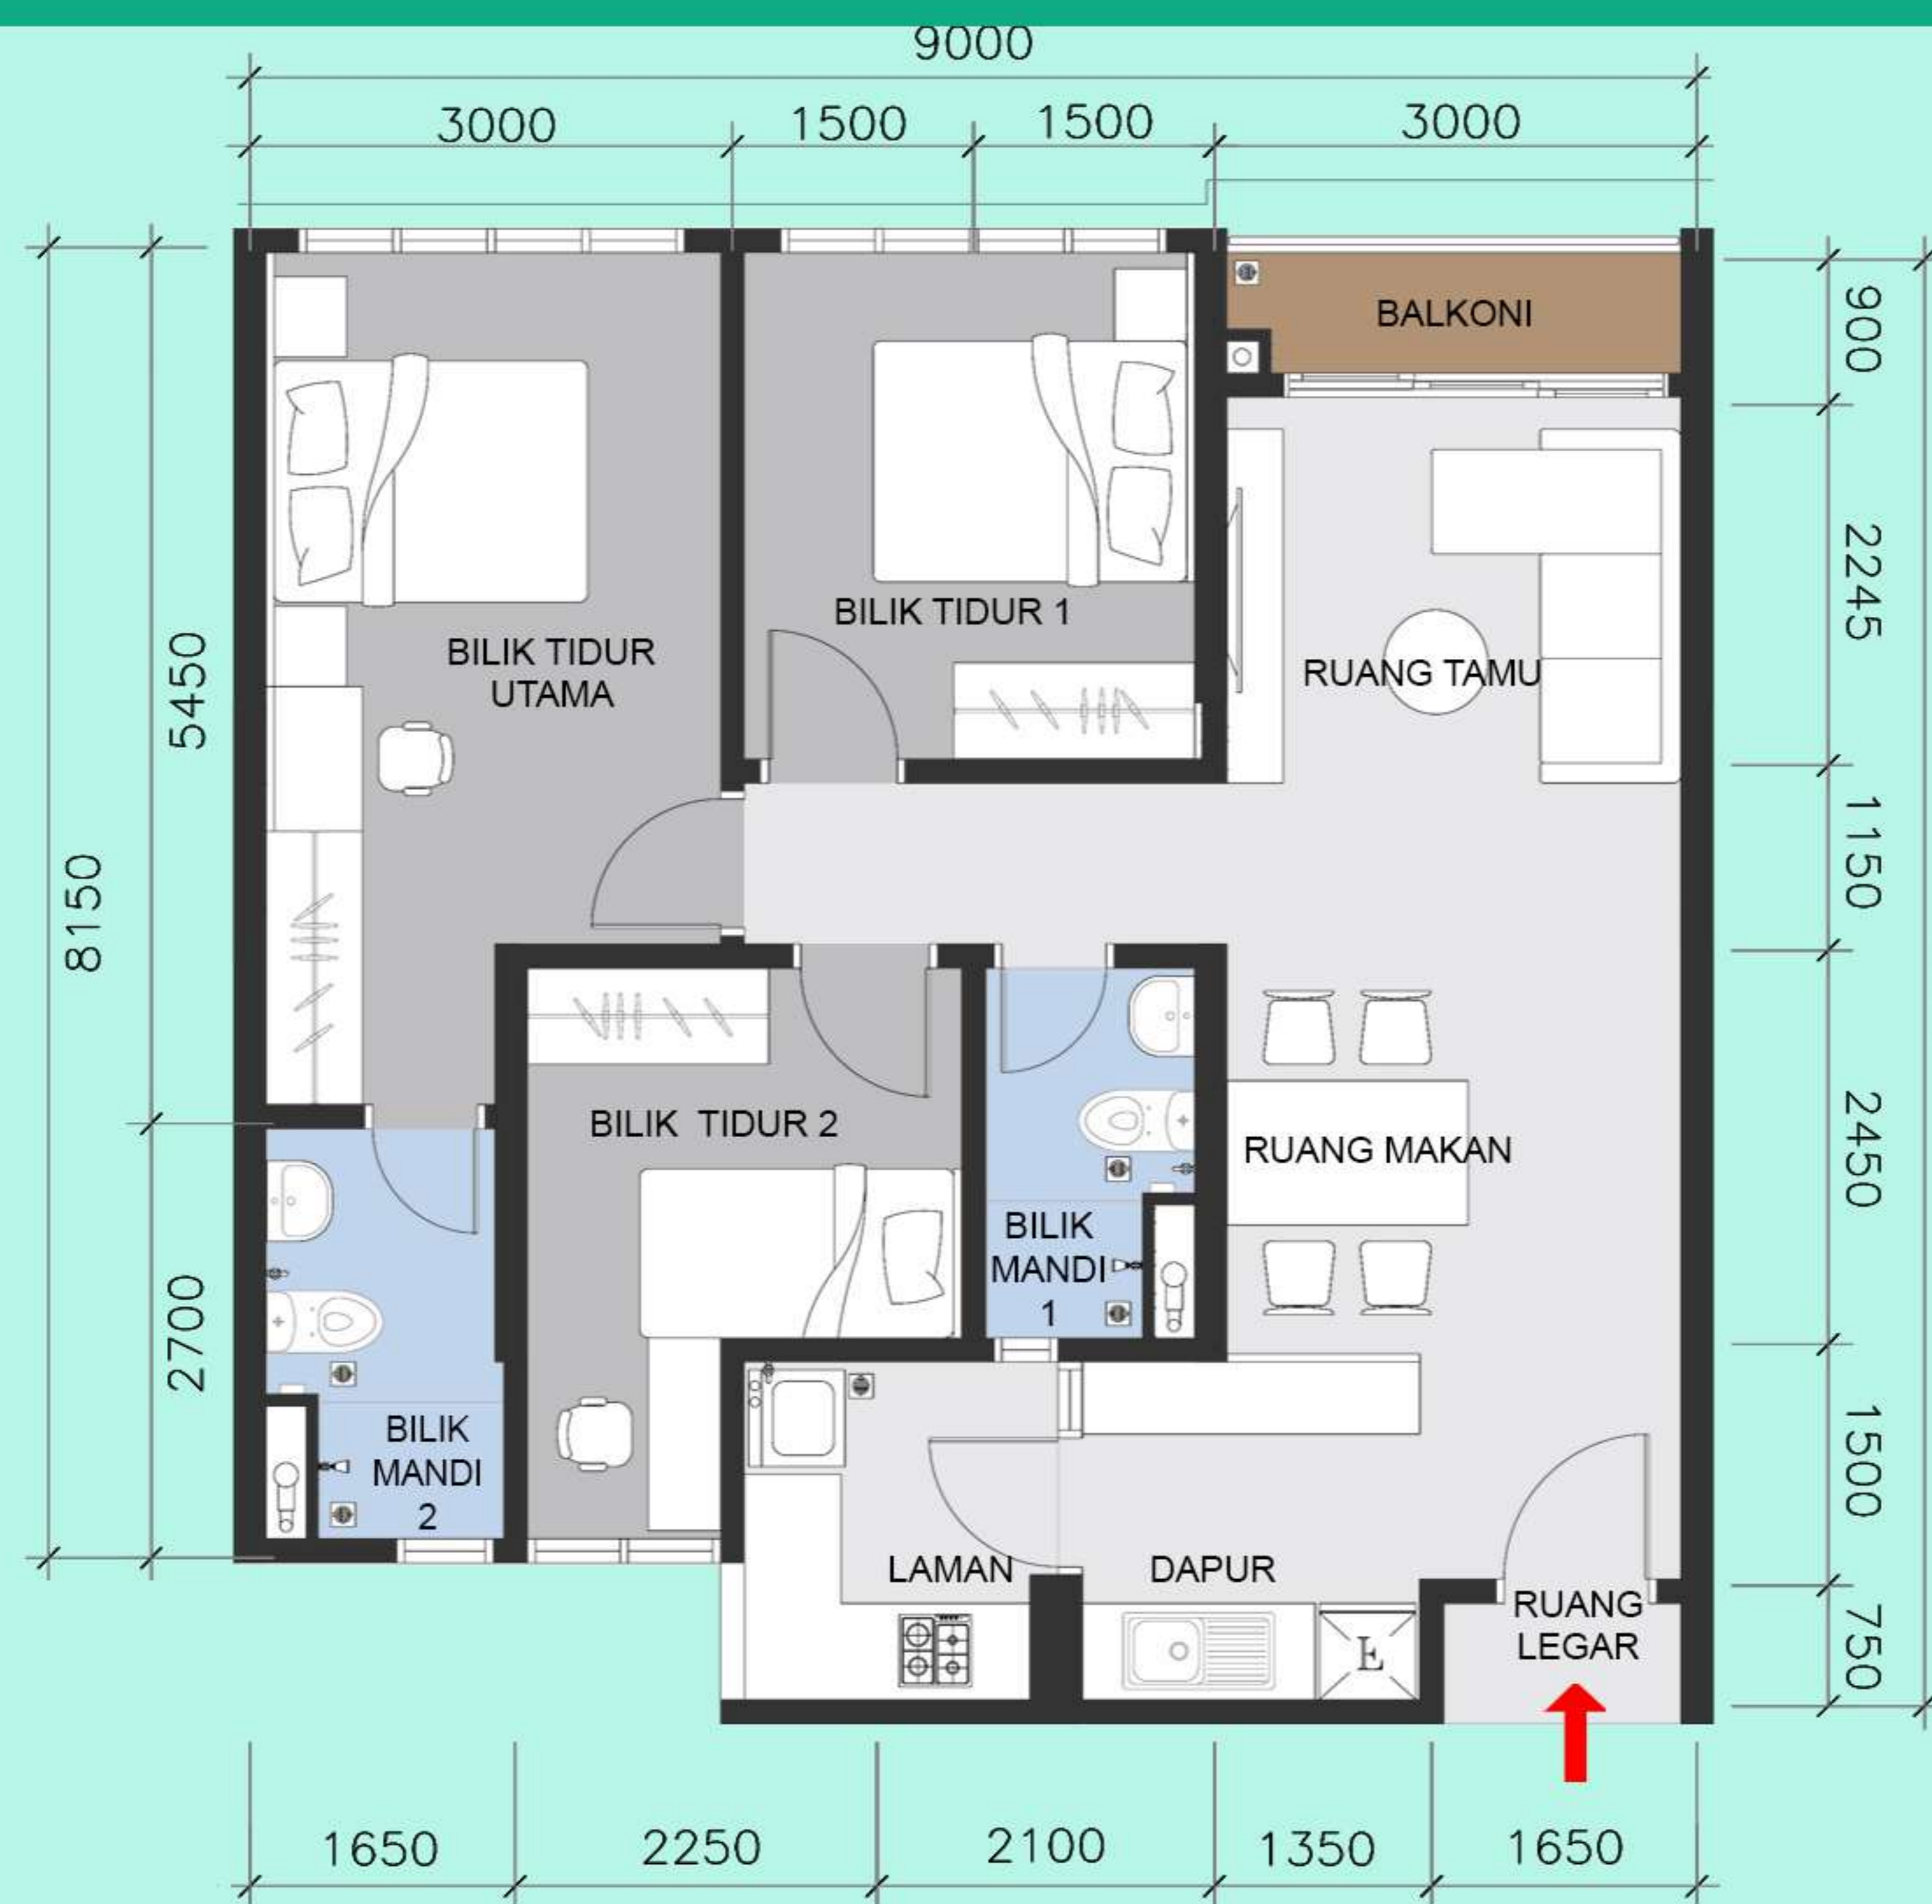 9000
3000
1500
1500
3000
BALKONI
900
BILIK TIDUR 1
BILIK TIDUR
UTAMA
RUANG TAMU
2245
5450
8150
1150
BILIK TIDUR 2
RUANG MAKAN
2450
BILIK
MANDI
1
2700
BILIK
MANDI
2
1500
LAMAN
DAPUR
RUANG
LEGAR
E
750
1650
2250
2100
1350
1650